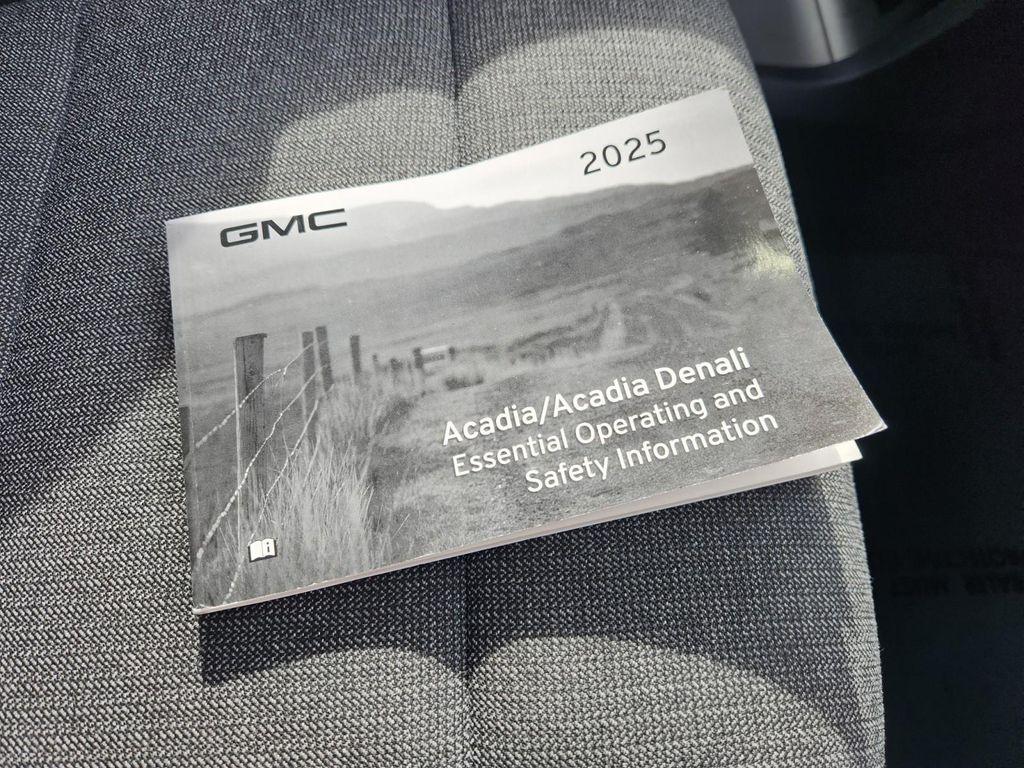 2025
GMC
Acadia/Acadia Denali
Essential Operating and
Safety Information